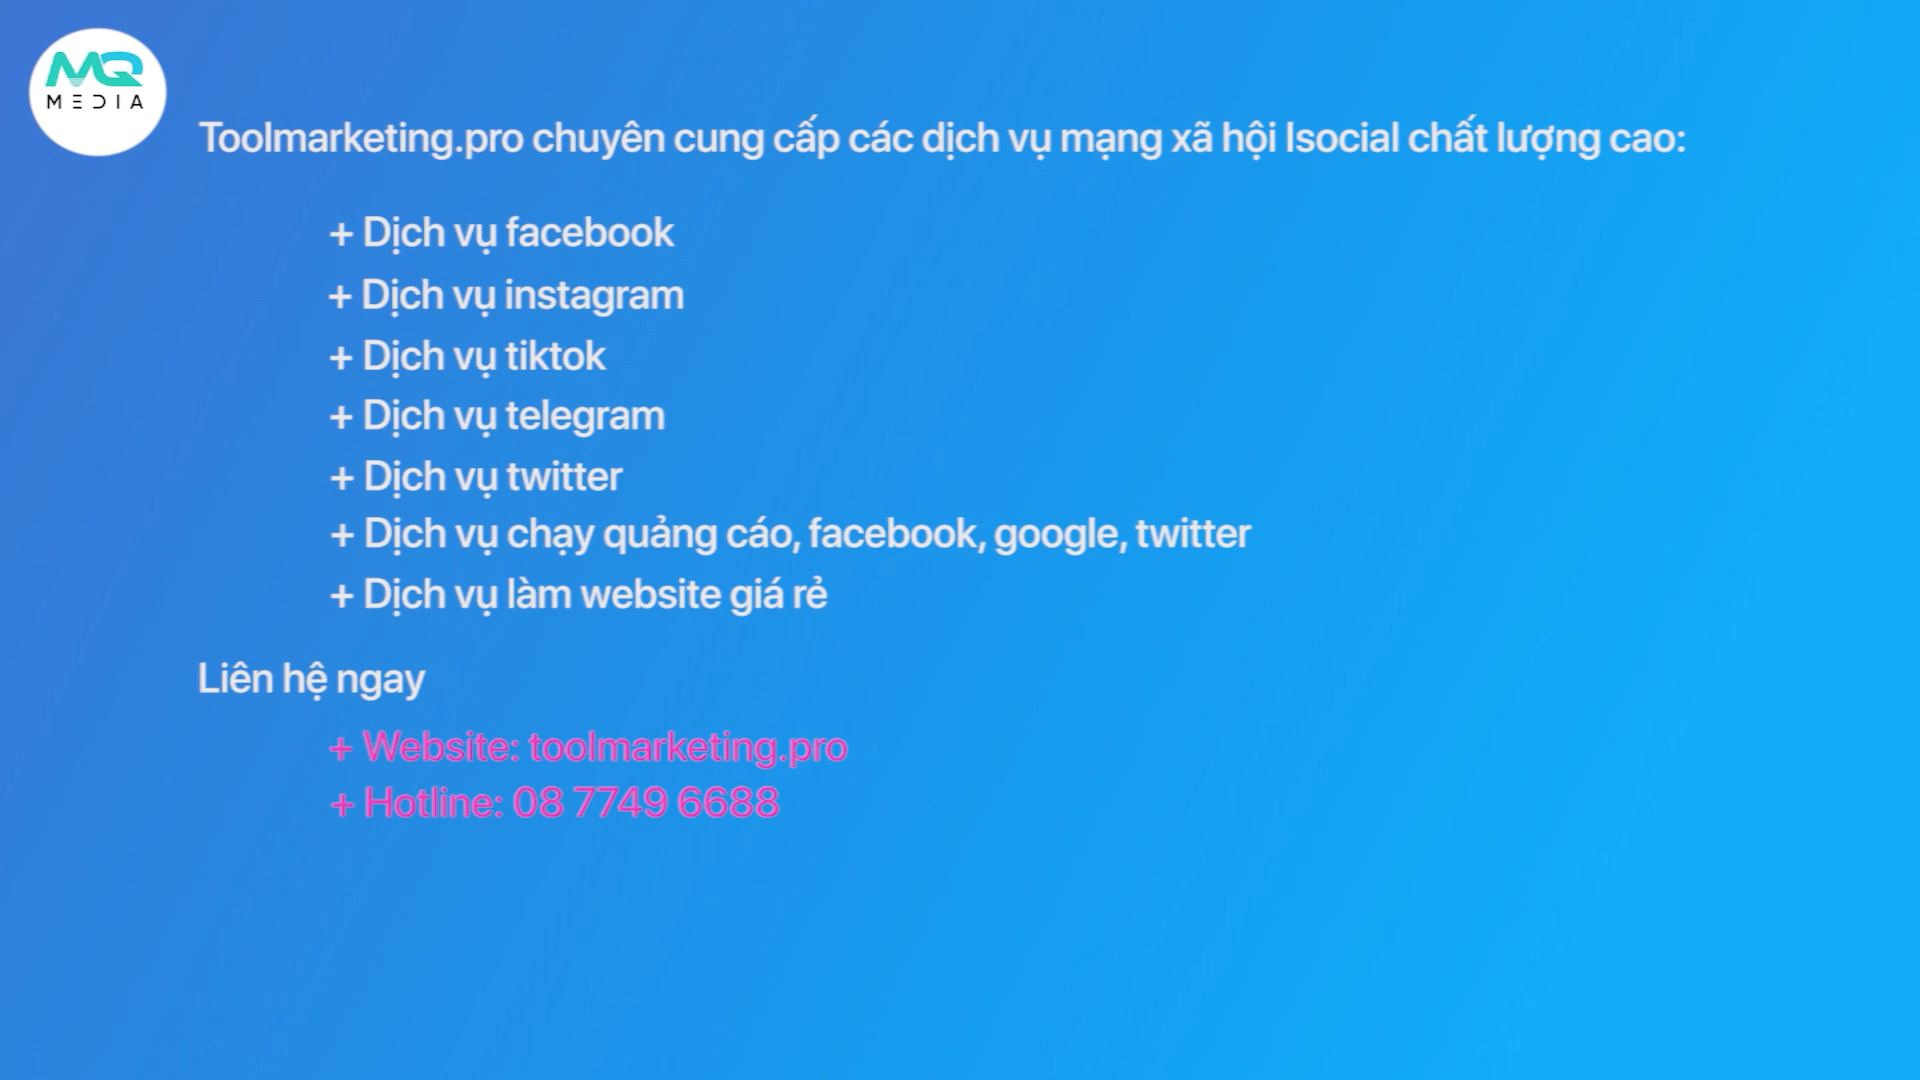 MQ
MEDIA
Toolmarketing.pro chuyên cung cấp các dịch vụ mạng xã hội Isocial chất lượng cao:
+ Dịch vụ facebook
+ Dịch vụ instagram
+ Dịch vụ tiktok
+ Dịch vụ telegram
+ Dịch vụ twitter
+ Dịch vụ chạy quảng cáo, facebook, google, twitter
+ Dịch vụ làm website giá rẻ
Liên hệ ngay
+ Website: toolmarketing.pro
+ Hotline: 08 7749 6688